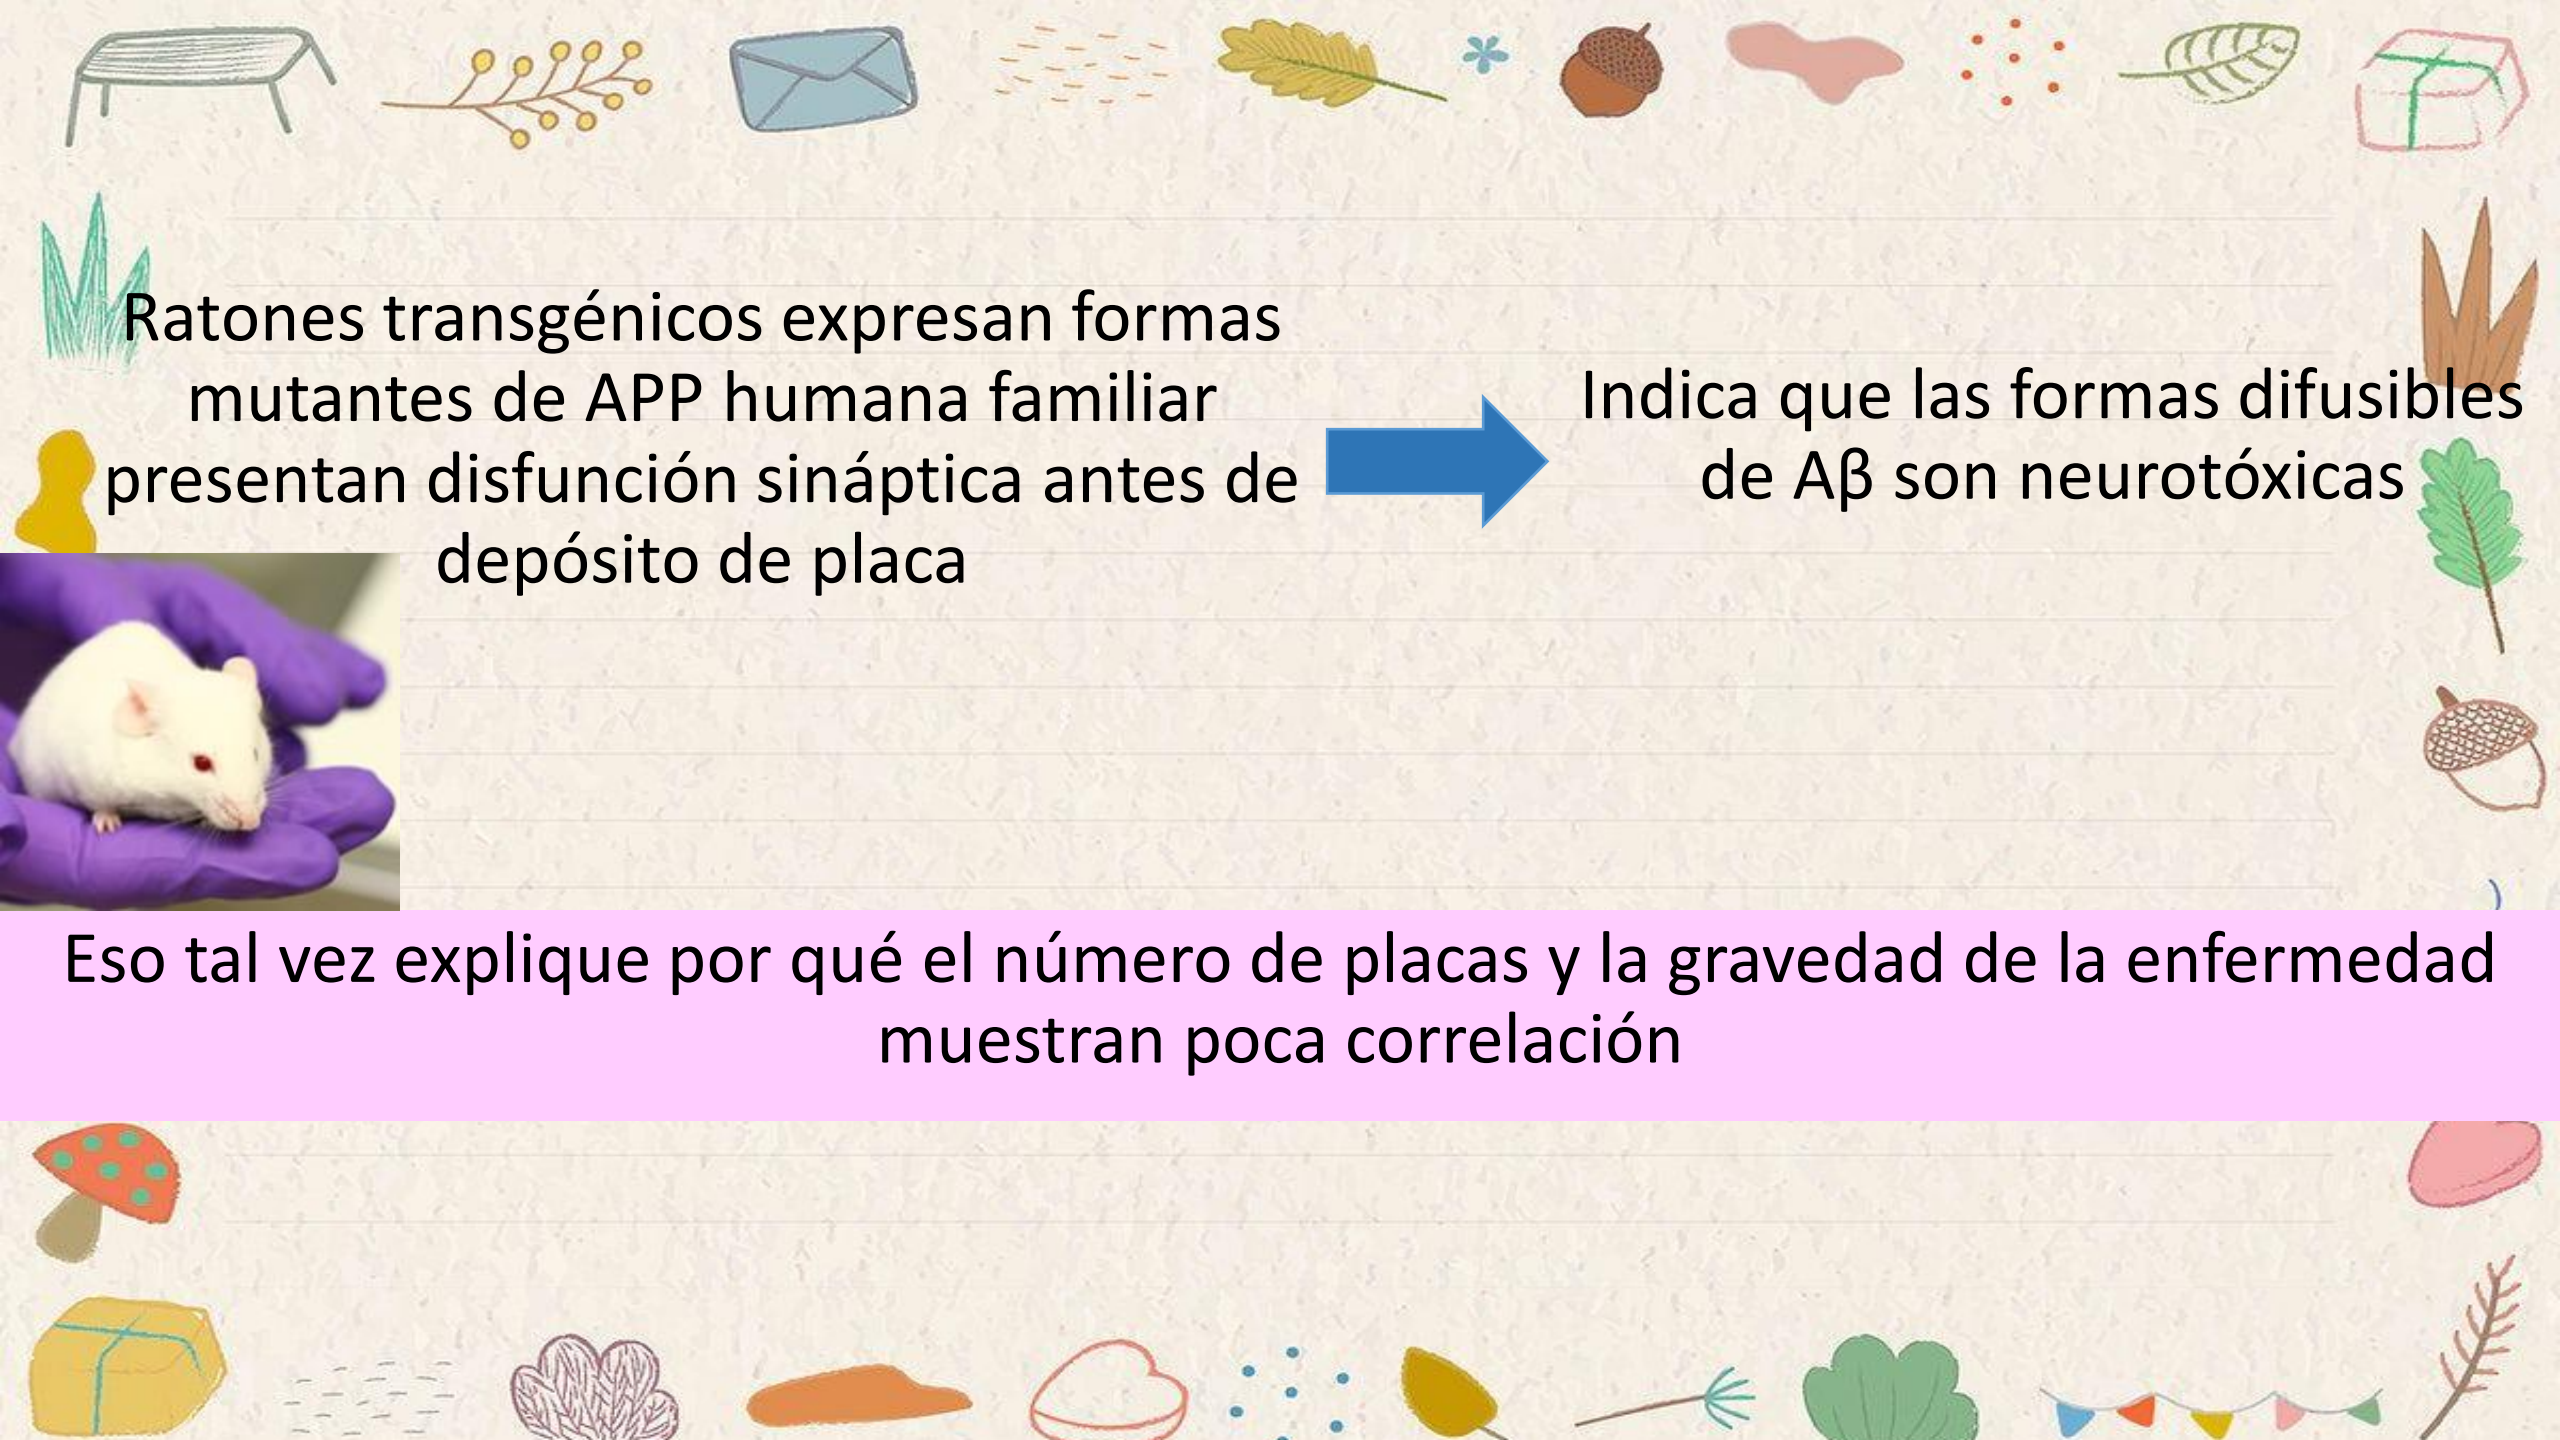 Ratones transgénicos expresan formas
mutantes de APP humana familiar
presentan disfunción sináptica antes de
depósito de placa
Indica que las formas difusibles
de Aβ son neurotóxicas
Eso tal vez explique por qué el número de placas y la gravedad de la enfermedad
muestran poca correlación